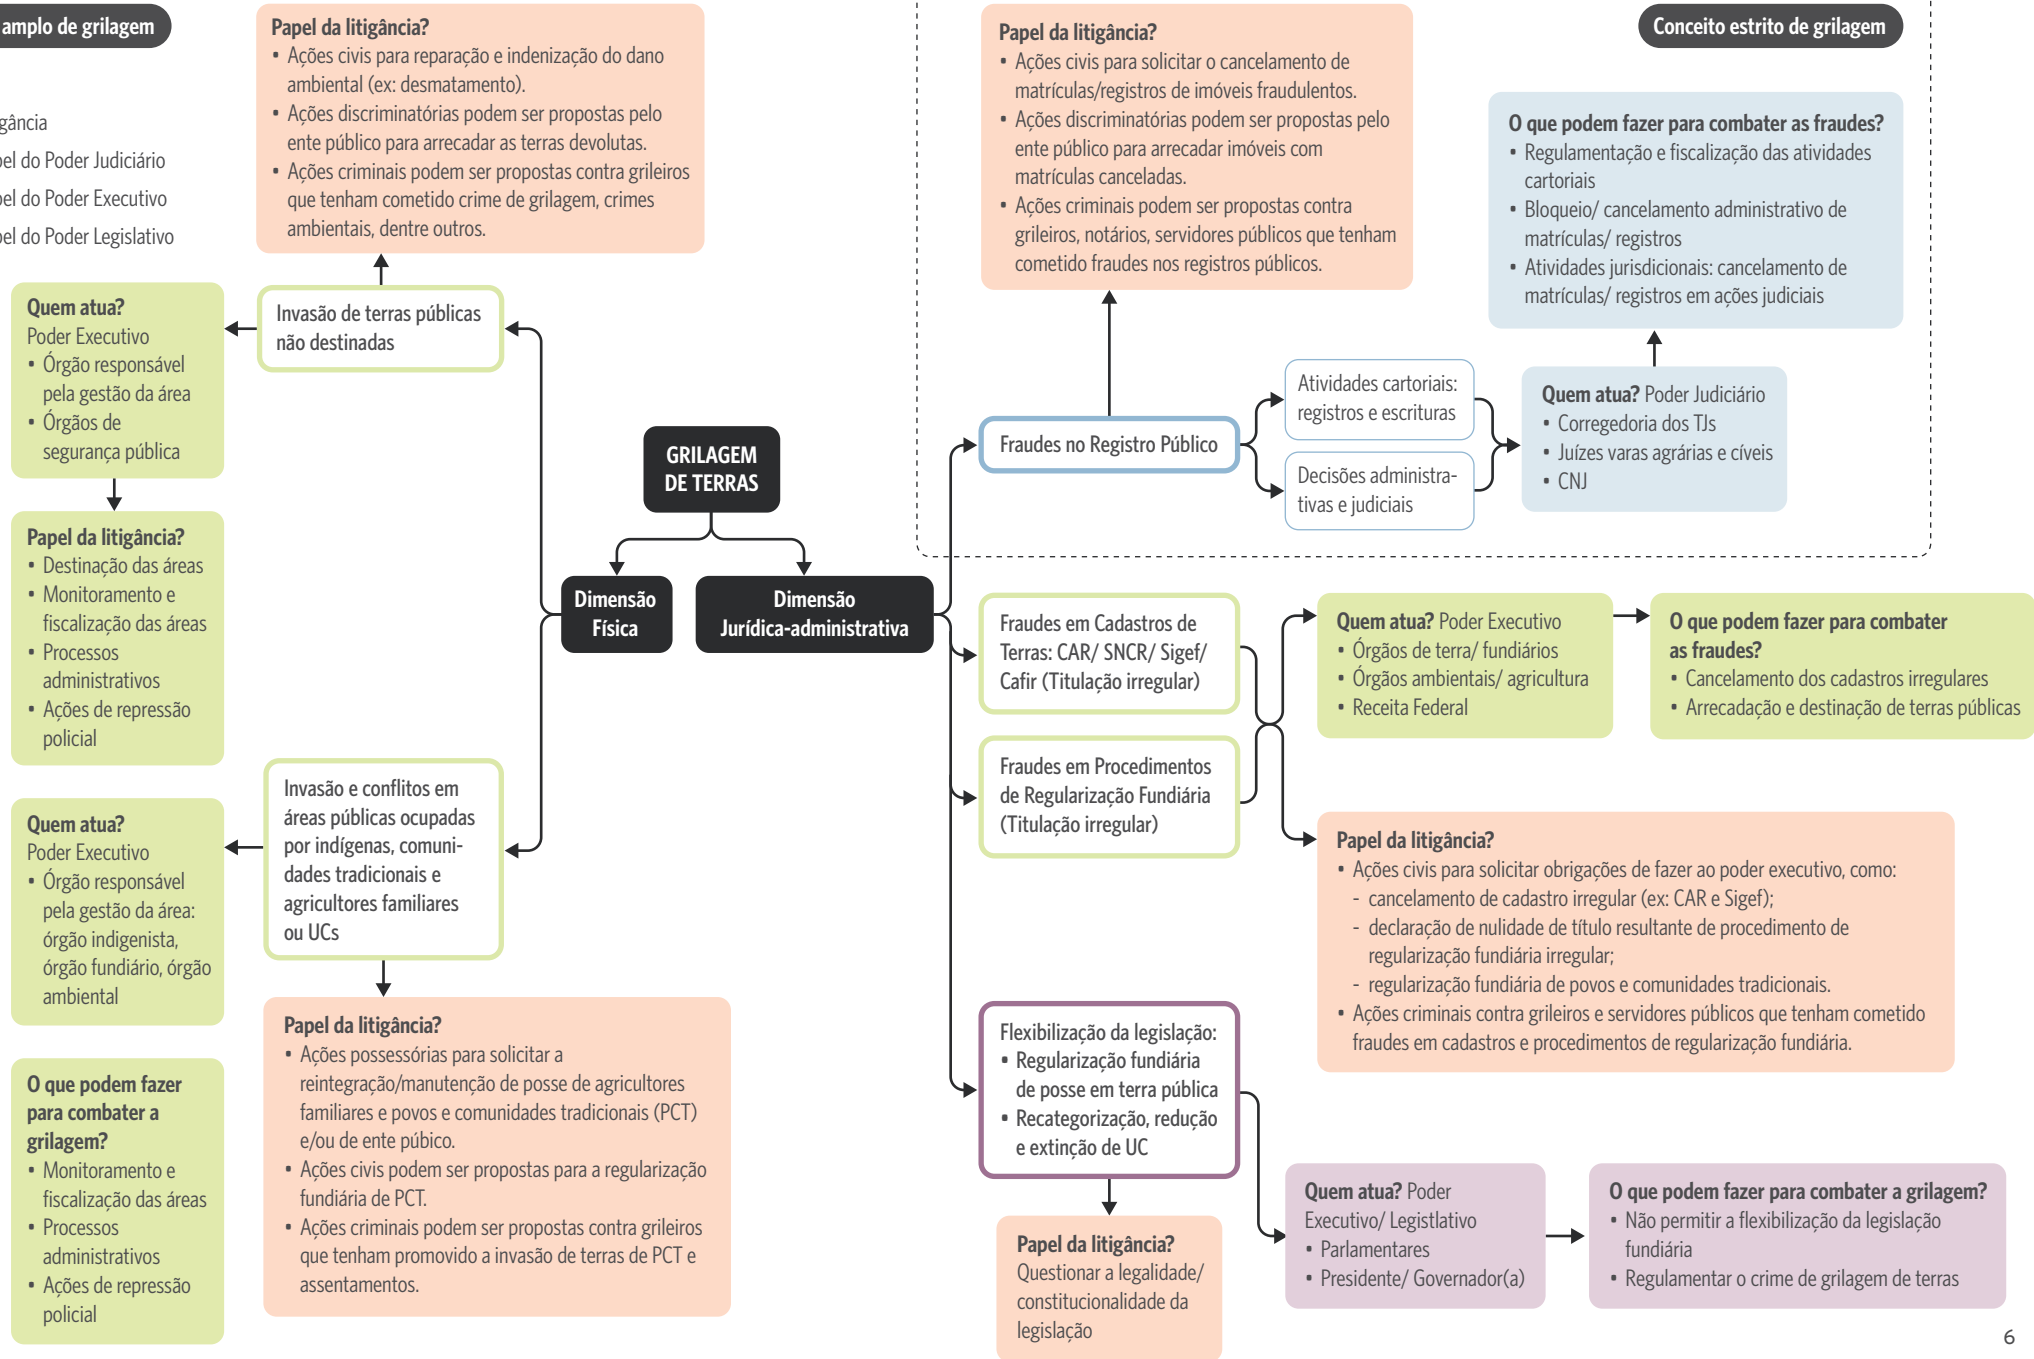 amplo de grilagem
gância
pel do Poder Judiciário
pel do Poder Executivo
pel do Poder Legislativo
Papel da litigância?
• Ações civis para reparação e indenização do dano
ambiental (ex: desmatamento).
• Ações discriminatórias podem ser propostas pelo
ente público para arrecadar as terras devolutas.
• Ações criminais podem ser propostas contra grileiros
que tenham cometido crime de grilagem, crimes
ambientais, dentre outros.
Invasão de terras públicas
não destinadas
Quem atua?
Poder Executivo
• Órgão responsável
pela gestão da área
• Órgãos de
segurança pública
Papel da litigância?
• Destinação das áreas
• Monitoramento e
fiscalização das áreas
• Processos
administrativos
• Ações de repressão
policial
Quem atua?
Poder Executivo
• Órgão responsável
pela gestão da área:
órgão indigenista,
órgão fundiário, órgão
ambiental
O que podem fazer
para combater a
grilagem?
• Monitoramento e
fiscalização das áreas
• Processos
administrativos
• Ações de repressão
policial
Invasão e conflitos em
áreas públicas ocupadas
por indígenas, comuni-
dades tradicionais e
agricultores familiares
ou UCs
Papel da litigância?
• Ações possessórias para solicitar a
reintegração/manutenção de posse de agricultores
familiares e povos e comunidades tradicionais (PCT)
e/ou de ente púbico.
• Ações civis podem ser propostas para a regularização
fundiária de PCT.
• Ações criminais podem ser propostas contra grileiros
que tenham promovido a invasão de terras de PCT e
assentamentos.
GRILAGEM
DE TERRAS
Dimensão
Física
Dimensão
Jurídica-administrativa
Conceito estrito de grilagem
Papel da litigância?
• Ações civis para solicitar o cancelamento de
matrículas/registros de imóveis fraudulentos.
• Ações discriminatórias podem ser propostas pelo
ente público para arrecadar imóveis com
matrículas canceladas.
• Ações criminais podem ser propostas contra
grileiros, notários, servidores públicos que tenham
cometido fraudes nos registros públicos.
Fraudes no Registro Público
Atividades cartoriais:
registros e escrituras
Decisões administra-
tivas e judiciais
O que podem fazer para combater as fraudes?
• Regulamentação e fiscalização das atividades
cartoriais
• Bloqueio/ cancelamento administrativo de
matrículas/ registros
• Atividades jurisdicionais: cancelamento de
matrículas/ registros em ações judiciais
Quem atua? Poder Judiciário
• Corregedoria dos TJs
• Juízes varas agrárias e cíveis
• CNJ
Fraudes em Cadastros de
Terras: CAR/ SNCR/ Sigef/
Cafir (Titulação irregular)
Fraudes em Procedimentos
de Regularização Fundiária
(Titulação irregular)
Quem atua? Poder Executivo
• Órgãos de terra/ fundiários
• Órgãos ambientais/ agricultura
• Receita Federal
O que podem fazer para combater
as fraudes?
• Cancelamento dos cadastros irregulares
• Arrecadação e destinação de terras públicas
Papel da litigância?
• Ações civis para solicitar obrigações de fazer ao poder executivo, como:
- cancelamento de cadastro irregular (ex: CAR e Sigef);
- declaração de nulidade de título resultante de procedimento de
regularização fundiária irregular;
- regularização fundiária de povos e comunidades tradicionais.
• Ações criminais contra grileiros e servidores públicos que tenham cometido
fraudes em cadastros e procedimentos de regularização fundiária.
Flexibilização da legislação:
• Regularização fundiária
de posse em terra pública
• Recategorização, redução
e extinção de UC
Papel da litigância?
Questionar a legalidade/
constitucionalidade da
legislação
Quem atua? Poder
Executivo/ Legistlativo
• Parlamentares
• Presidente/ Governador(a)
O que podem fazer para combater a grilagem?
• Não permitir a flexibilização da legislação
fundiária
• Regulamentar o crime de grilagem de terras
6